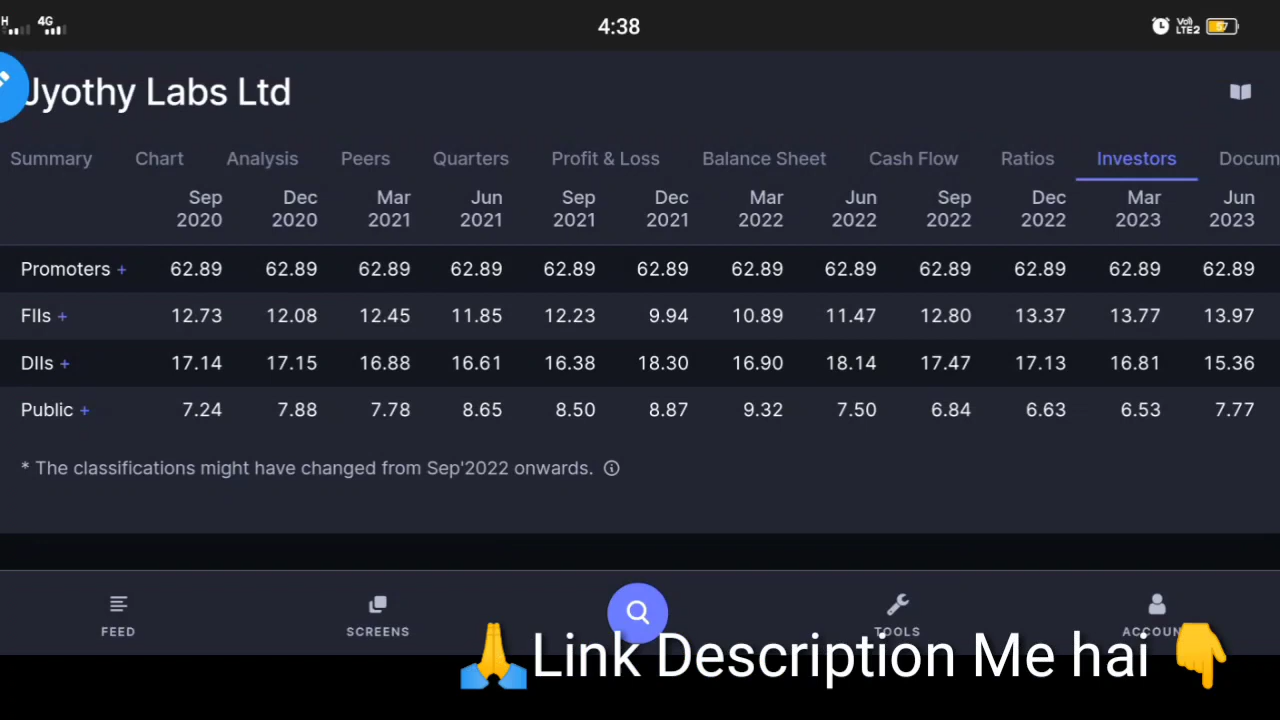 H 4G 4:38 Vo) LTE2 57
Jyothy Labs Ltd
Summary Chart Analysis Peers Quarters Profit & Loss Balance Sheet Cash Flow Ratios Investors Docum
Sep 2020 Dec 2020 Mar 2021 Jun 2021 Sep 2021 Dec 2021 Mar 2022 Jun 2022 Sep 2022 Dec 2022 Mar 2023 Jun 2023
Promoters + 62.89 62.89 62.89 62.89 62.89 62.89 62.89 62.89 62.89 62.89 62.89 62.89
FIIs + 12.73 12.08 12.45 11.85 12.23 9.94 10.89 11.47 12.80 13.37 13.77 13.97
DIIs + 17.14 17.15 16.88 16.61 16.38 18.30 16.90 18.14 17.47 17.13 16.81 15.36
Public + 7.24 7.88 7.78 8.65 8.50 8.87 9.32 7.50 6.84 6.63 6.53 7.77
* The classifications might have changed from Sep'2022 onwards.
FEED SCREENS TOOLS ACCOUN
🙏Link Description Me hai 👇